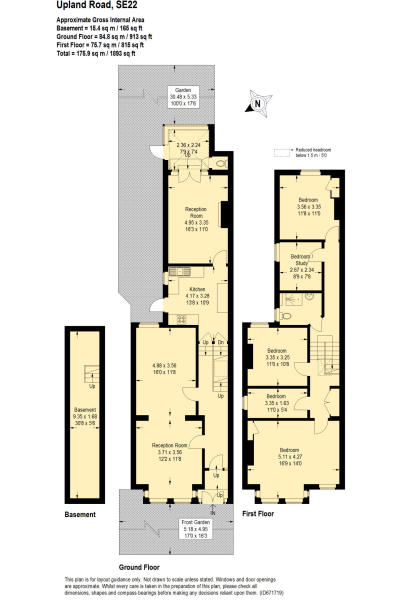 Upland Road, SE22
Approximate Gross Internal Area
Basement = 15.4 sq m / 165 sq ft
Ground Floor = 84.8 sq m / 913 sq ft
First Floor = 75.7 sq m / 815 sq ft
Total = 175.9 sq m / 1893 sq ft
Garden
30.48 x 5.33
100'0 x 17'6
N
Reduced headroom
below 1.5 m / 5'0
2.36 x 2.24
7'9 x 7'4
Up
Reception
Room
4.95 x 3.35
16'3 x 11'0
Kitchen
4.17 x 3.28
13'8 x 10'9
Up
Dn
4.88 x 3.56
16'0 x 11'8
Up
Reception Room
3.71 x 3.56
12'2 x 11'8
Up
Up
IN
Front Garden
5.18 x 4.95
17'0 x 16'3
Ground Floor
Up
Basement
9.35 x 1.68
30'8 x 5'6
Basement
Bedroom
3.56 x 3.35
11'8 x 11'0
Bedroom /
Study
2.67 x 2.34
8'9 x 7'8
Bedroom
3.35 x 3.25
11'0 x 10'8
Bedroom
3.35 x 1.63
11'0 x 5'4
Bedroom
5.11 x 4.27
16'9 x 14'0
First Floor
This plan is for layout guidance only. Not drawn to scale unless stated. Windows and door openings
are approximate. Whilst every care is taken in the preparation of this plan, please check all
dimensions, shapes and compass bearings before making any decisions reliant upon them. (ID671719)